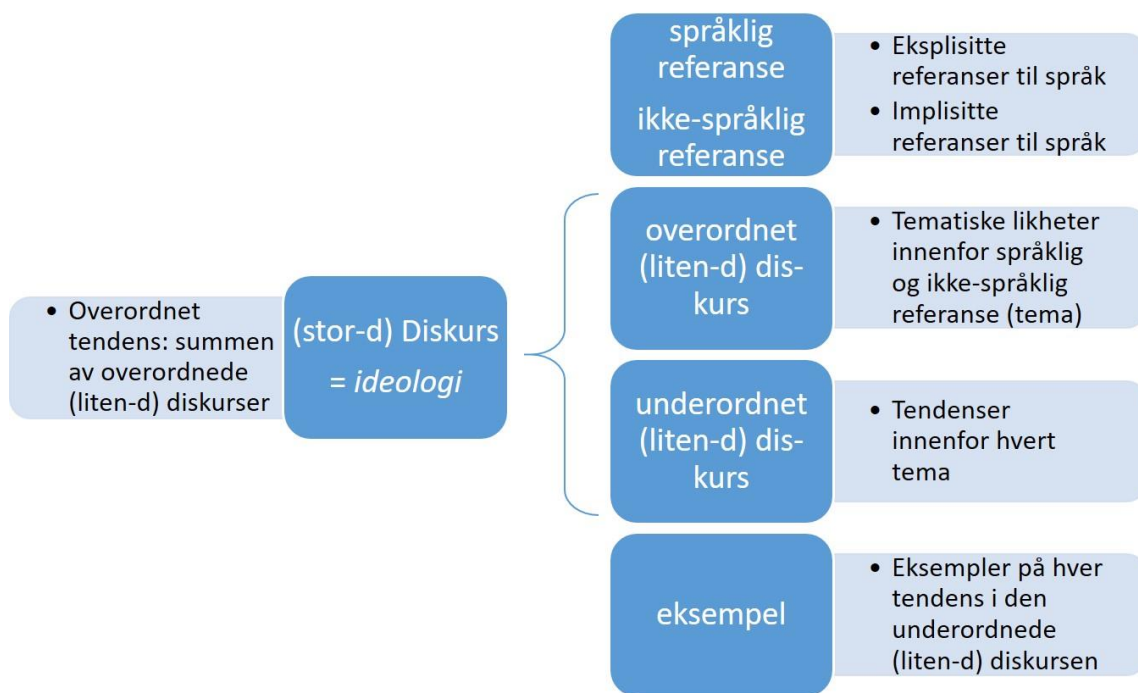 • Overordnet
tendens: summen
av overordnede
(liten-d) diskurser
(stor-d) Diskurs
= ideologi
språklig
referanse
ikke-språklig
referanse
• Eksplisitte
referanser til språk
• Implisitte
referanser til språk
overordnet
(liten-d) dis-
kurs
• Tematiske likheter
innenfor språklig
og ikke-språklig
referanse (tema)
underordnet
(liten-d) dis-
kurs
• Tendenser
innenfor hvert
tema
eksempel
• Eksempler på hver
tendens i den
underordnede
(liten-d) diskursen